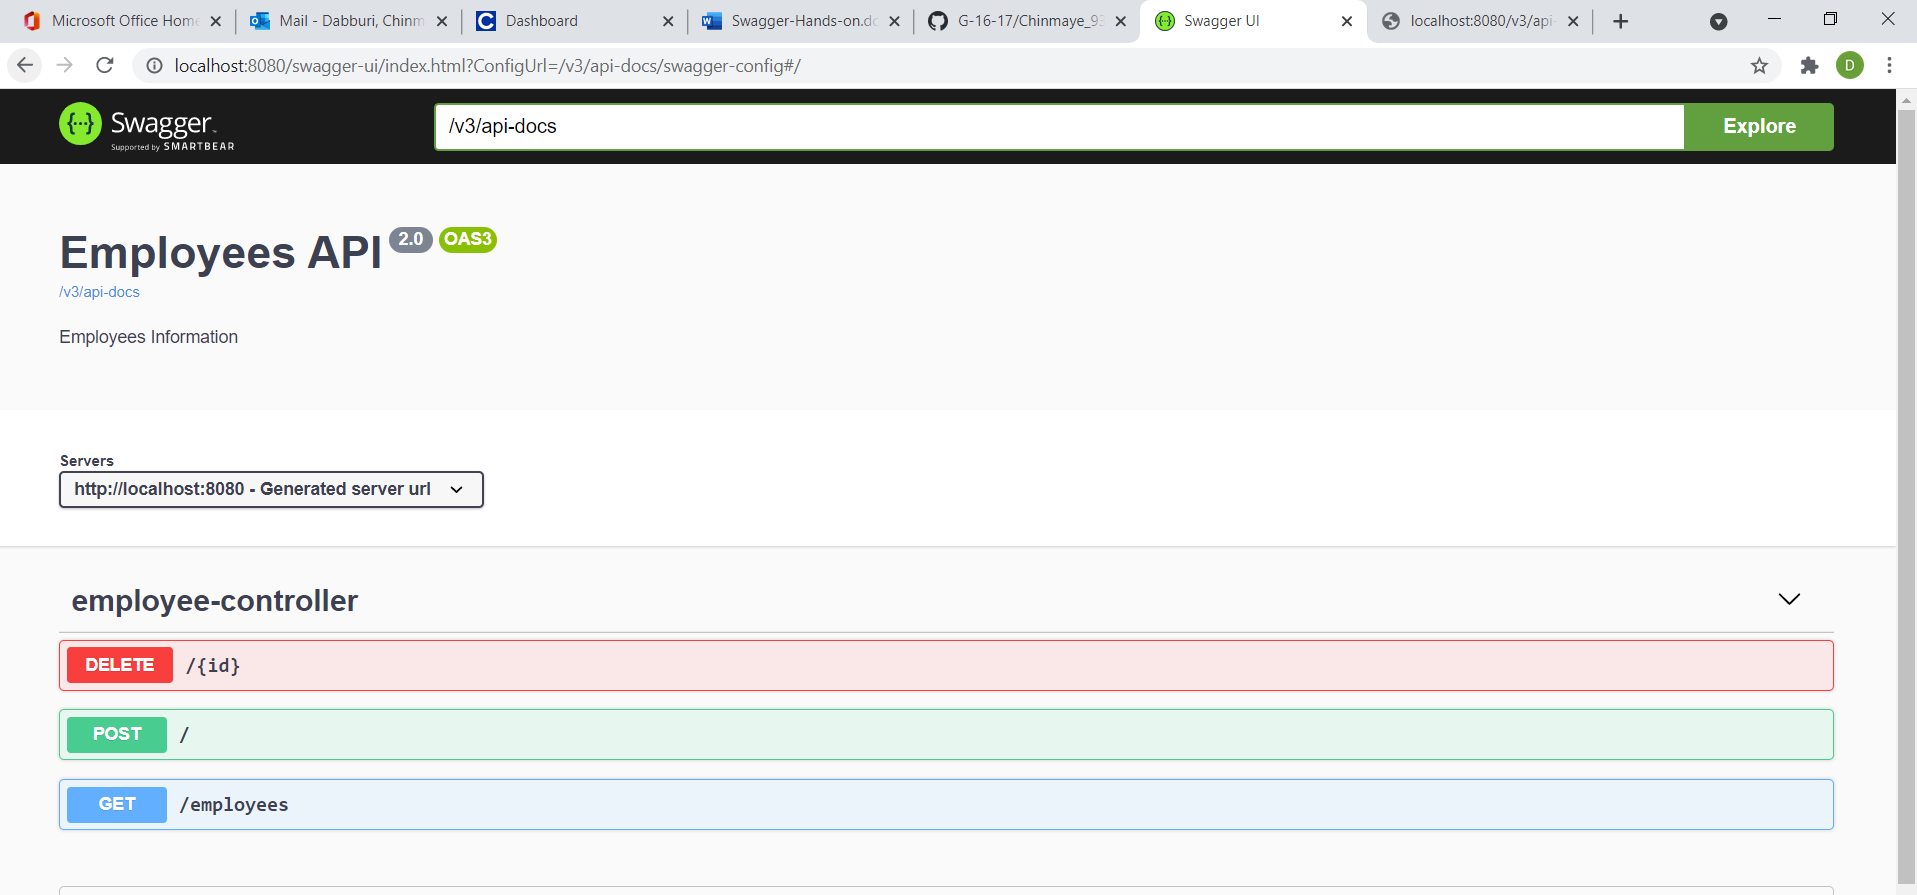 Microsoft Office Home
Mail - Dabburi, Chinm
Dashboard
Swagger-Hands-on.do
G-16-17/Chinmaye_93
Swagger UI
localhost:8080/v3/api-
localhost:8080/swagger-ui/index.html?ConfigUrl=/v3/api-docs/swagger-config#/
D
Swagger
Supported by SMARTBEAR
/v3/api-docs
Explore
Employees API 2.0 OAS3
/v3/api-docs
Employees Information
Servers
http://localhost:8080 - Generated server url
employee-controller
DELETE /{id}
POST /
GET /employees